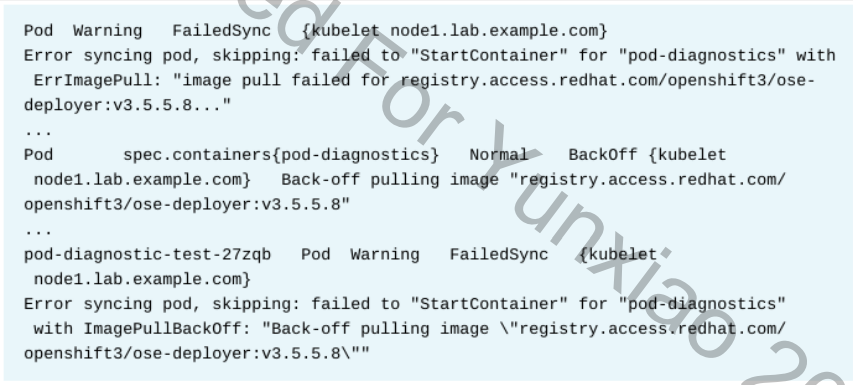 Pod Warning FailedSync {kubelet node1.lab.example.com}
Error syncing pod, skipping: failed to "StartContainer" for "pod-diagnostics" with
ErrImagePull: "image pull failed for registry.access.redhat.com/openshift3/ose-
deployer:v3.5.5.8..."
...
Pod spec.containers{pod-diagnostics} Normal BackOff {kubelet
node1.lab.example.com} Back-off pulling image "registry.access.redhat.com/
openshift3/ose-deployer:v3.5.5.8"
...
pod-diagnostic-test-27zqb Pod Warning FailedSync {kubelet
node1.lab.example.com}
Error syncing pod, skipping: failed to "StartContainer" for "pod-diagnostics"
with ImagePullBackOff: "Back-off pulling image \"registry.access.redhat.com/
openshift3/ose-deployer:v3.5.5.8\""
For Yunxiao